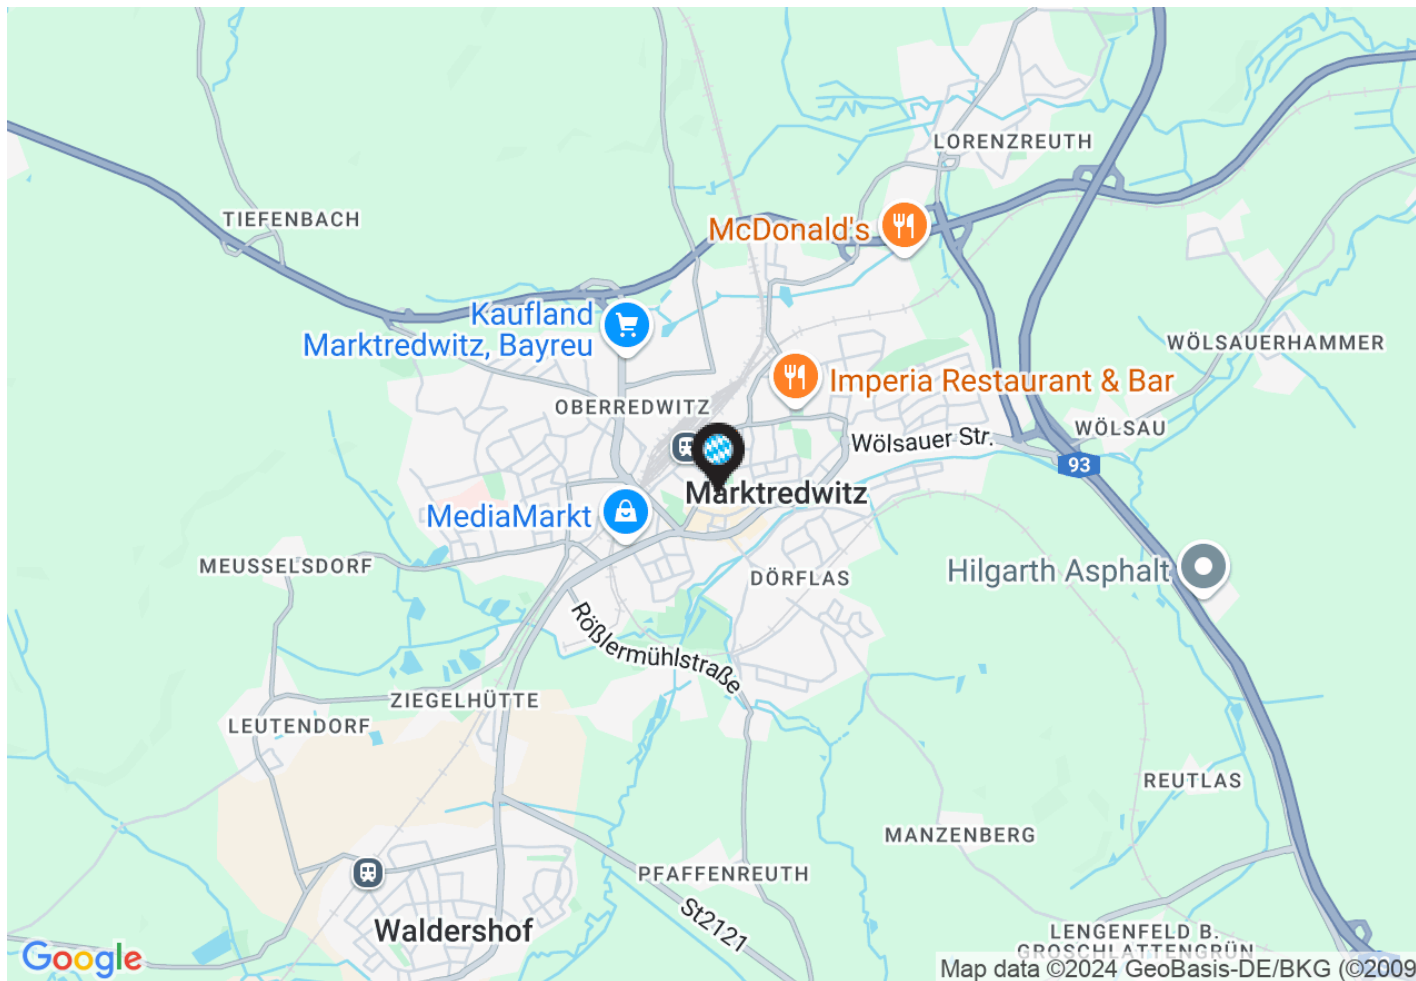 LORENZREUTH
TIEFENBACH
McDonald's
Kaufland
Marktredwitz, Bayreu
WÖLSAUERHAMMER
Imperia Restaurant & Bar
OBERREDWITZ
WÖLSAU
Wölsauer Str.
93
Marktredwitz
MediaMarkt
MEUSSELSDORF
DÖRFLAS
Hilgarth Asphalt
Rößlermühlstraße
ZIEGELHÜTTE
LEUTENDORF
REUTLAS
MANZENBERG
PFAFFENREUTH
St2121
Waldershof
LENGENFELD B.
GROSCHLATTENGRÜN
Google
Map data ©2024 GeoBasis-DE/BKG (©2009